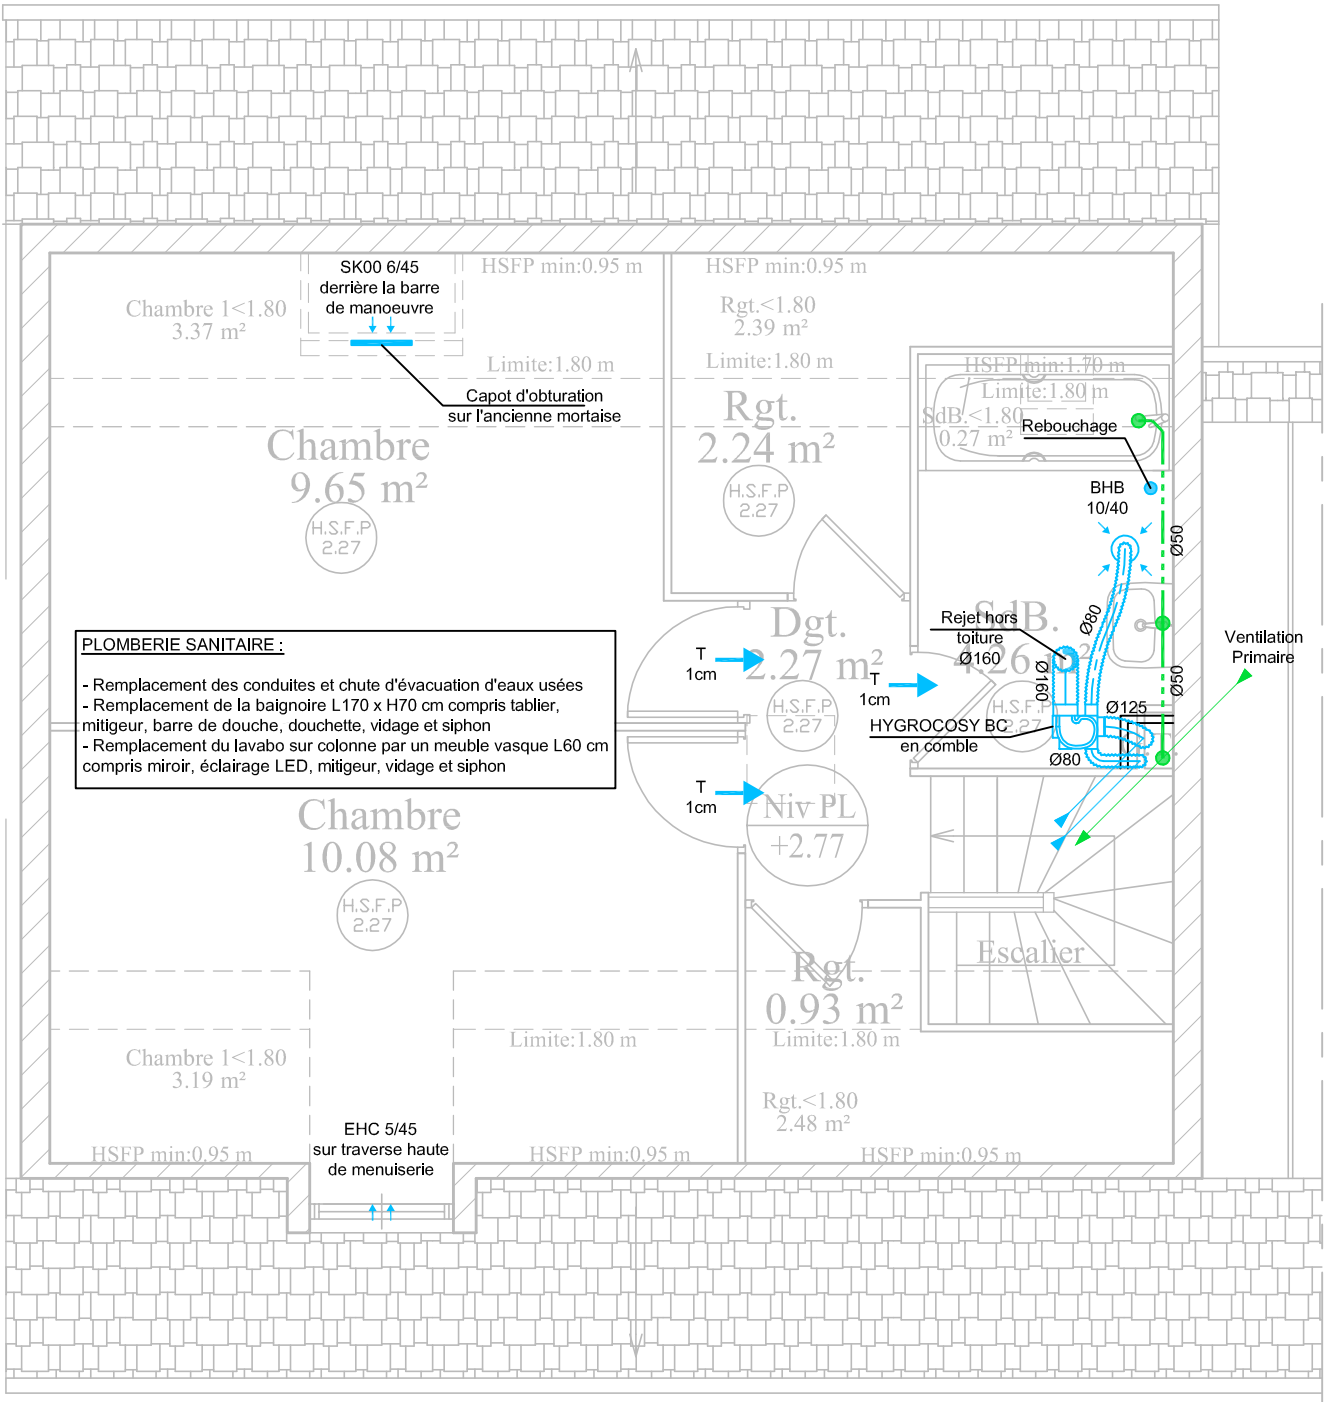 SK00 6/45
derrière la barre
de manoeuvre
HSFP min:0.95 m
HSFP min:0.95 m
Chambre 1<1.80
3.37 m²
Rgt.<1.80
2.39 m²
Limite:1.80 m
Limite:1.80 m
HSFP min:1.70 m
Limite:1.80 m
SdB.<1.80
0.27 m²
Capot d'obturation
sur l'ancienne mortaise
Rebouchage
Chambre
9.65 m²
H.S.F.P
2.27
Rgt.
2.24 m²
H.S.F.P
2.27
BHB
10/40
Ø50
Ø80
PLOMBERIE SANITAIRE :
- Remplacement des conduites et chute d'évacuation d'eaux usées
- Remplacement de la baignoire L170 x H70 cm compris tablier,
mitigeur, barre de douche, douchette, vidage et siphon
- Remplacement du lavabo sur colonne par un meuble vasque L60 cm
compris miroir, éclairage LED, mitigeur, vidage et siphon
Dgt.
2.27 m²
H.S.F.P
2.27
T
1cm
T
1cm
T
1cm
SdB.
4.26 m²
H.S.F.P
2.27
Rejet hors
toiture
Ø160
Ø160
Ø50
Ø125
HYGROCOSY BC
en comble
Ø80
Ventilation
Primaire
Niv PL
+2.77
Chambre
10.08 m²
H.S.F.P
2.27
Escalier
Rgt.
0.93 m²
Limite:1.80 m
Limite:1.80 m
Chambre 1<1.80
3.19 m²
Rgt.<1.80
2.48 m²
EHC 5/45
sur traverse haute
de menuiserie
HSFP min:0.95 m
HSFP min:0.95 m
HSFP min:0.95 m